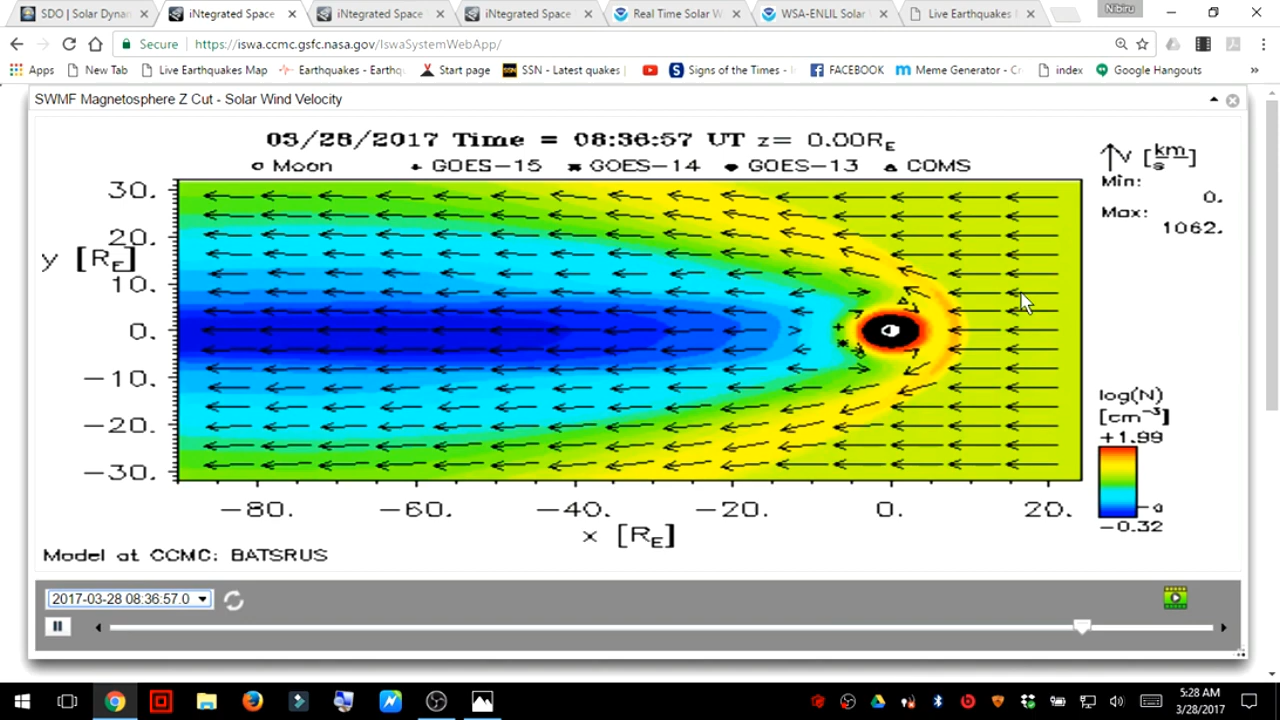 SDO | Solar Dynam
iNtegrated Space
iNtegrated Space
iNtegrated Space
Real Time Solar W
WSA-ENLIL Solar
Live Earthquakes M
Nibiru
Secure | https://iswa.ccmc.gsfc.nasa.gov/IswaSystemWebApp/
Apps New Tab Live Earthquakes Map Earthquakes - Earthq Start page SSN - Latest quakes Signs of the Times - FACEBOOK Meme Generator - Cr index Google Hangouts »
SWMF Magnetosphere Z Cut - Solar Wind Velocity
03/28/2017 Time = 08:36:57 UT z= 0.00RE
Moon GOES-15 GOES-14 GOES-13 COMS
V [km/s]
Min:
0.
Max:
1062.
30.
20.
y [RE]
10.
0.
-10.
-20.
-30.
log(N)
[cm-3]
+1.99
-0.32
-80. -60. -40. -20. 0. 20.
x [RE]
Model at CCMC: BATSRUS
2017-03-28 08:36:57.0
5:28 AM
3/28/2017